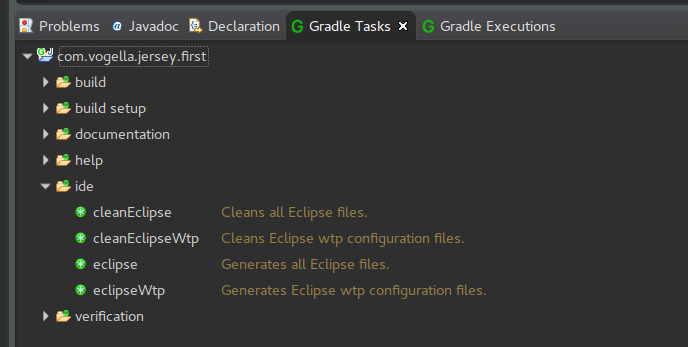 Problems @ Javadoc Declaration Gradle Tasks Gradle Executions
com.vogella.jersey.first
build
build setup
documentation
help
ide
cleanEclipse Cleans all Eclipse files.
cleanEclipseWtp Cleans Eclipse wtp configuration files.
eclipse Generates all Eclipse files.
eclipseWtp Generates Eclipse wtp configuration files.
verification